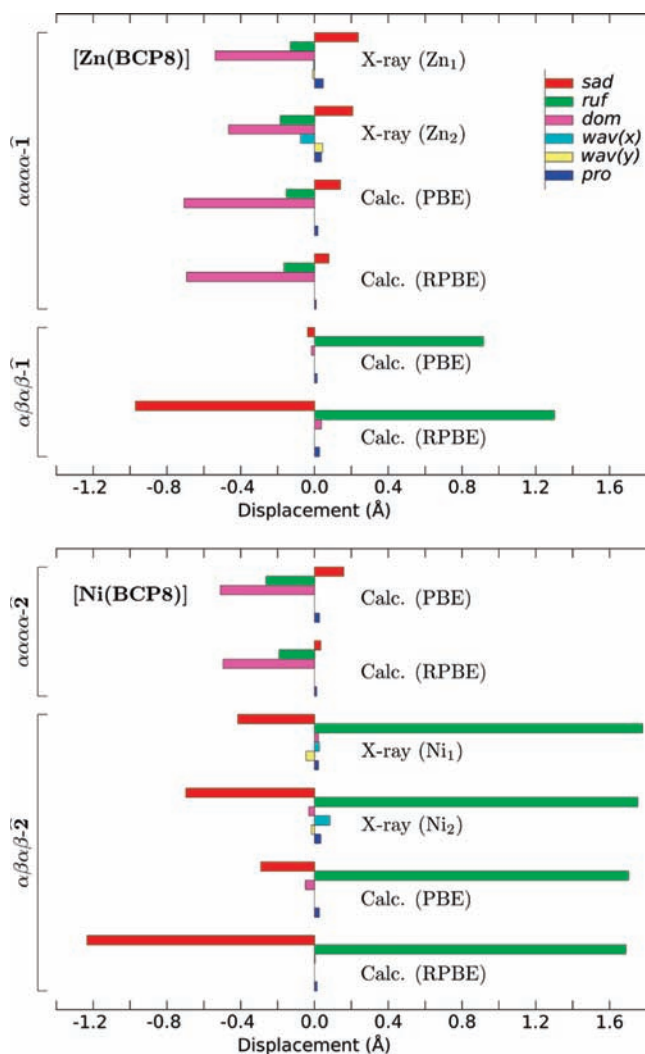 [Zn(BCP8)]
X-ray (Zn₁)
sad
ruf
dom
wav(x)
wav(y)
pro
X-ray (Zn₂)
αααα-1̂
Calc. (PBE)
Calc. (RPBE)
αβαβ-1̂
Calc. (PBE)
Calc. (RPBE)
-1.2 -0.8 -0.4 0.0 0.4 0.8 1.2 1.6
Displacement (Å)
[Ni(BCP8)]
αααα-2̂
Calc. (PBE)
Calc. (RPBE)
αβαβ-2̂
X-ray (Ni₁)
X-ray (Ni₂)
Calc. (PBE)
Calc. (RPBE)
-1.2 -0.8 -0.4 0.0 0.4 0.8 1.2 1.6
Displacement (Å)